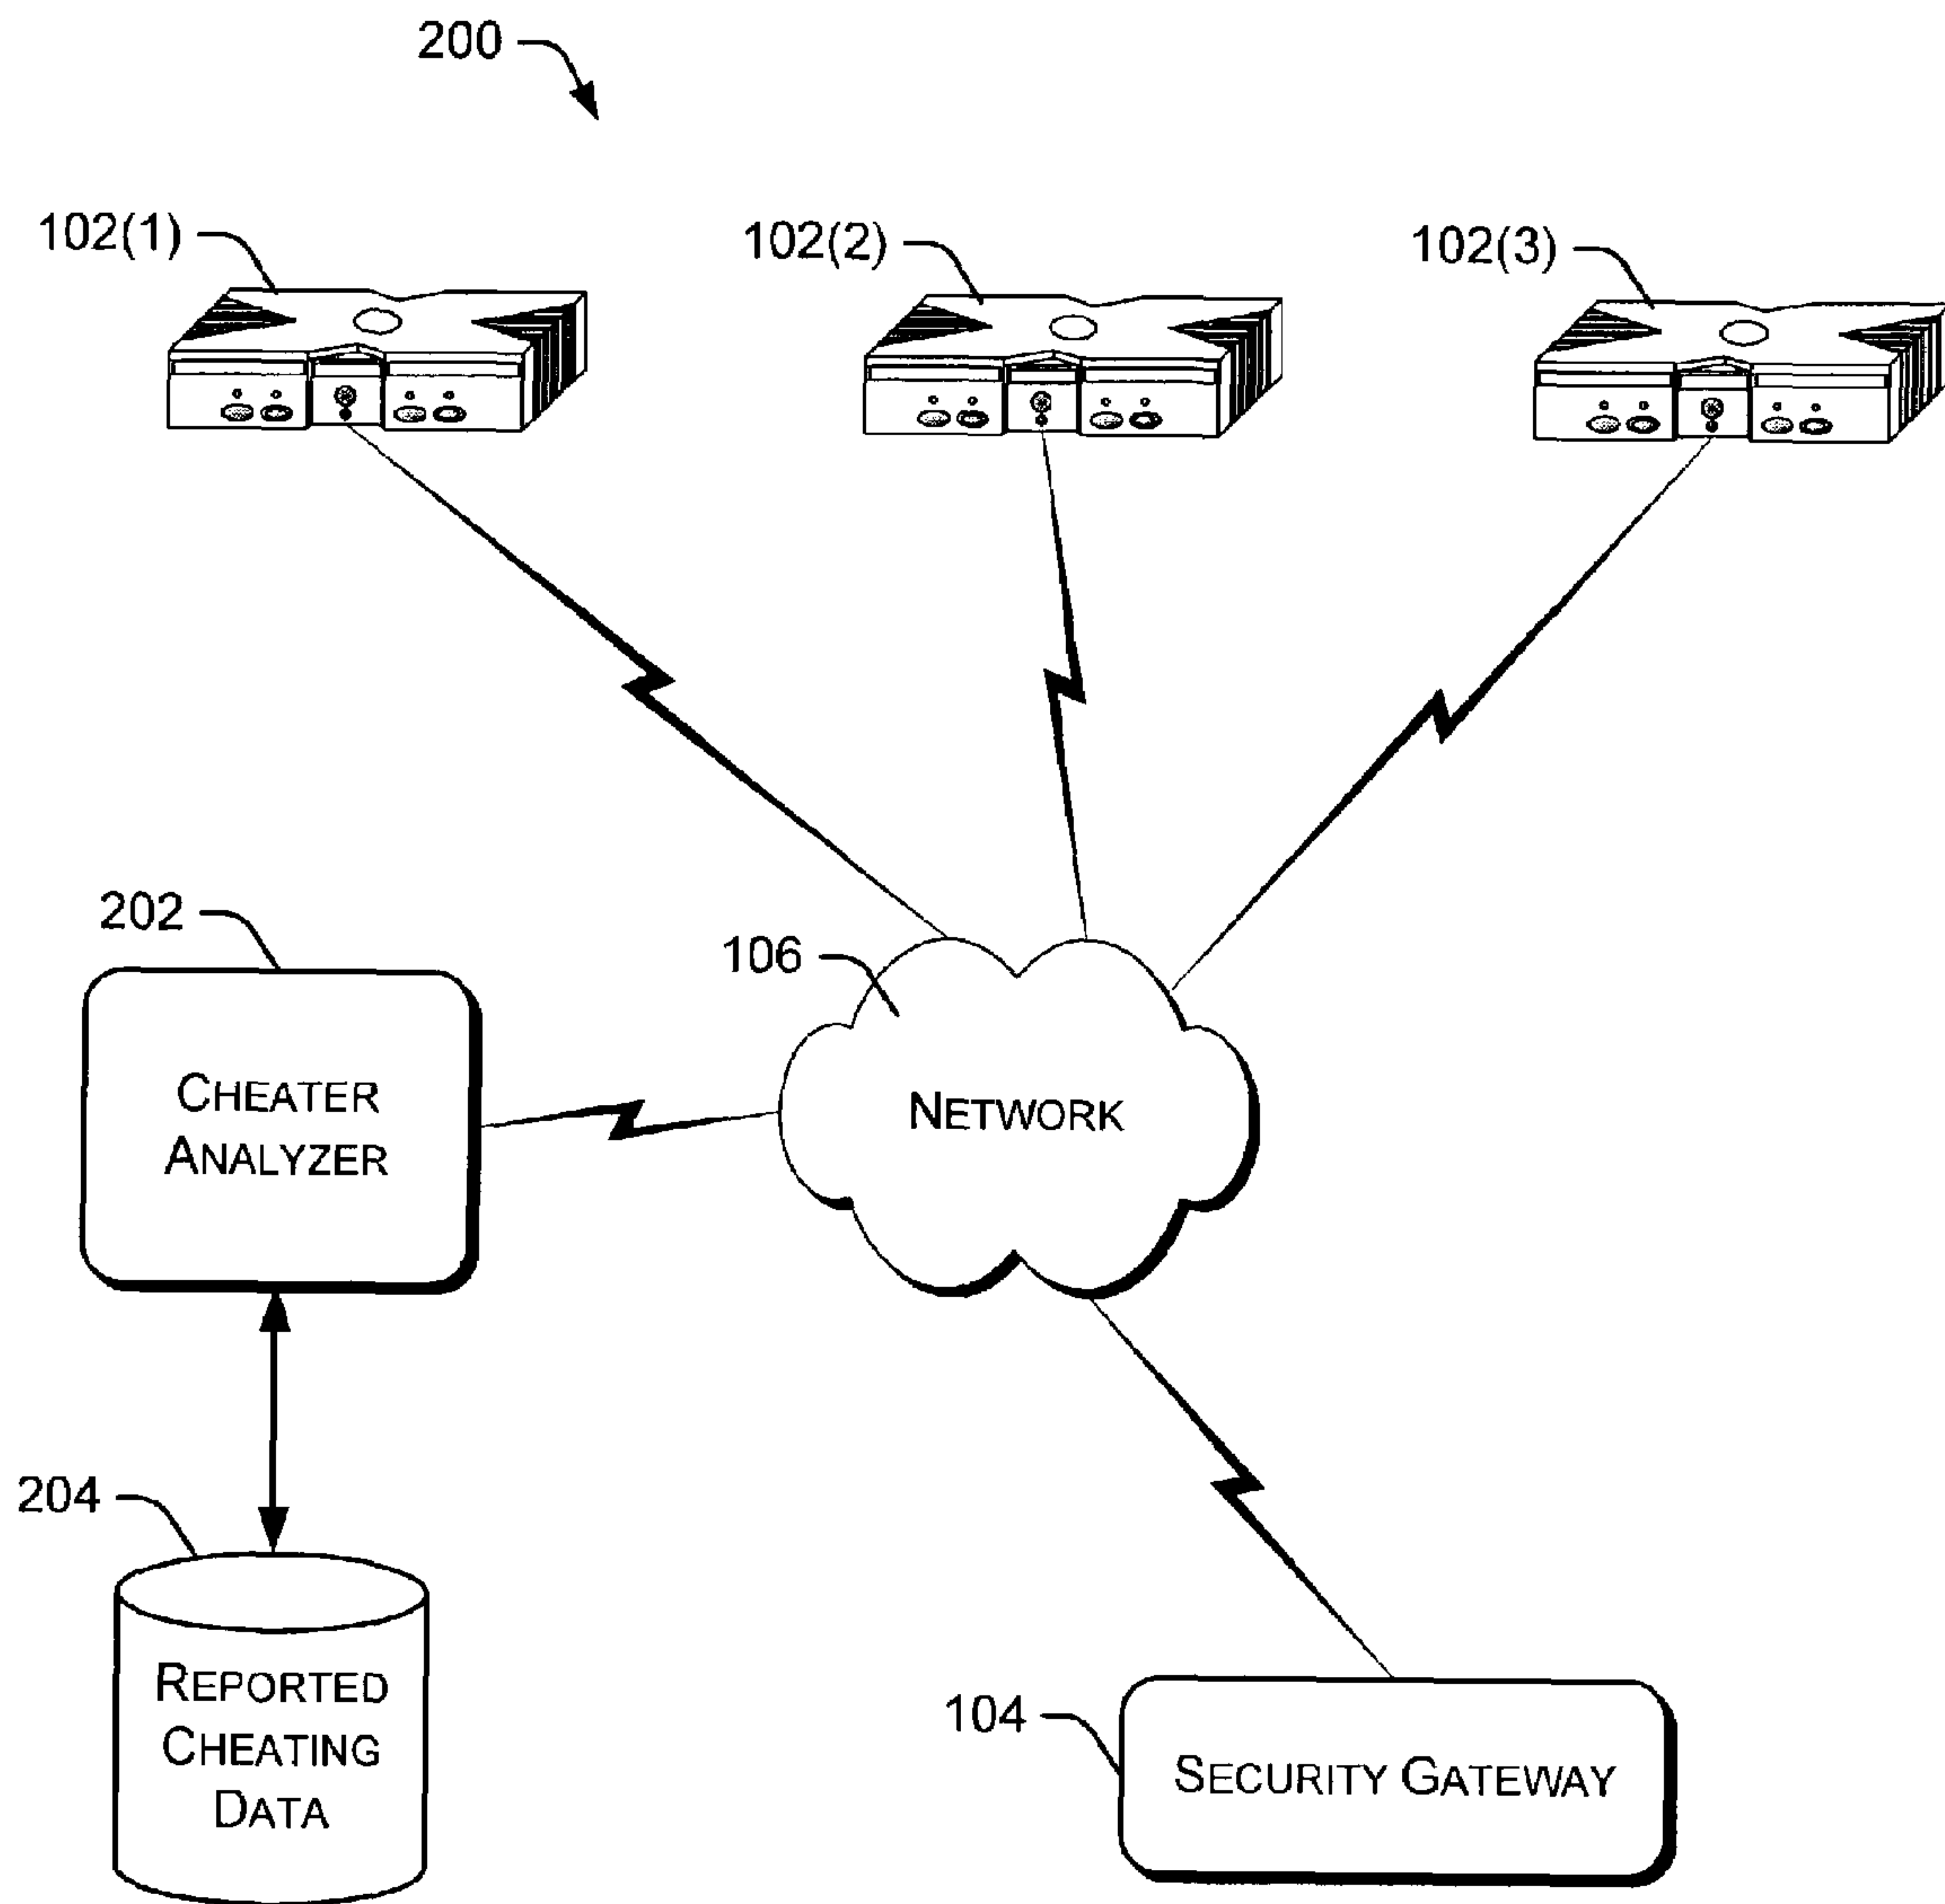 200
102(1)
102(2)
102(3)
202
106
CHEATER
ANALYZER
NETWORK
204
REPORTED
CHEATING
DATA
104
SECURITY GATEWAY